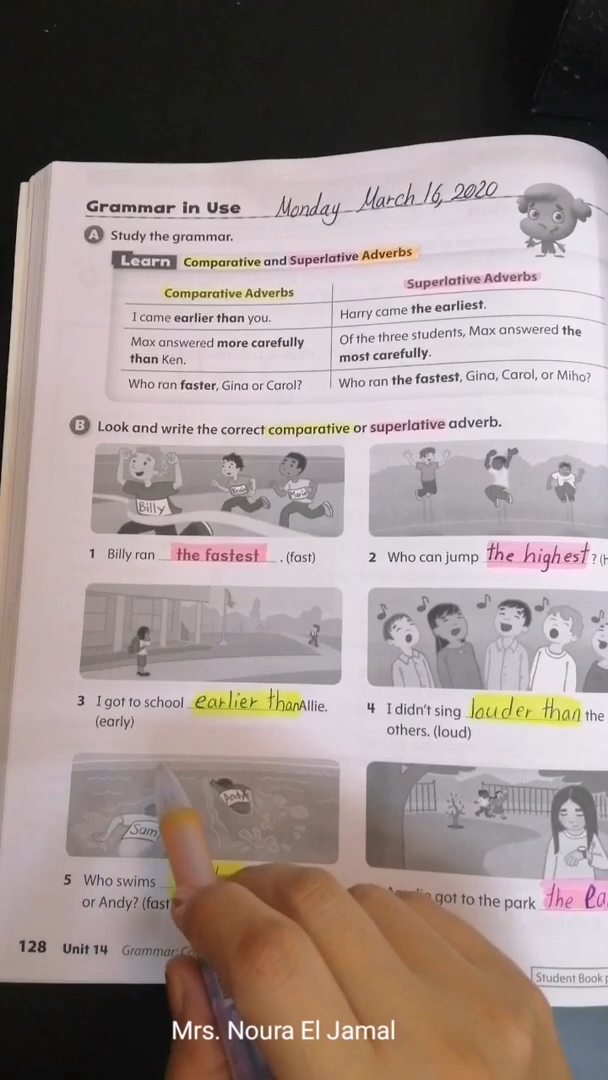 Grammar in Use Monday March 16, 2020
A Study the grammar.
Learn Comparative and Superlative Adverbs
Comparative Adverbs
Superlative Adverbs
I came earlier than you.
Harry came the earliest.
Max answered more carefully
than Ken.
Of the three students, Max answered the
most carefully.
Who ran faster, Gina or Carol?
Who ran the fastest, Gina, Carol, or Miho?
B Look and write the correct comparative or superlative adverb.
Billy
1 Billy ran the fastest. (fast)
2 Who can jump the highest? (h
3 I got to school earlier than Allie.
(early)
4 I didn't sing louder than the
others. (loud)
Sam
Andy
5 Who swims
or Andy? (fast
got to the park the ea
128 Unit 14 Grammar:
Student Book p
Mrs. Noura El Jamal